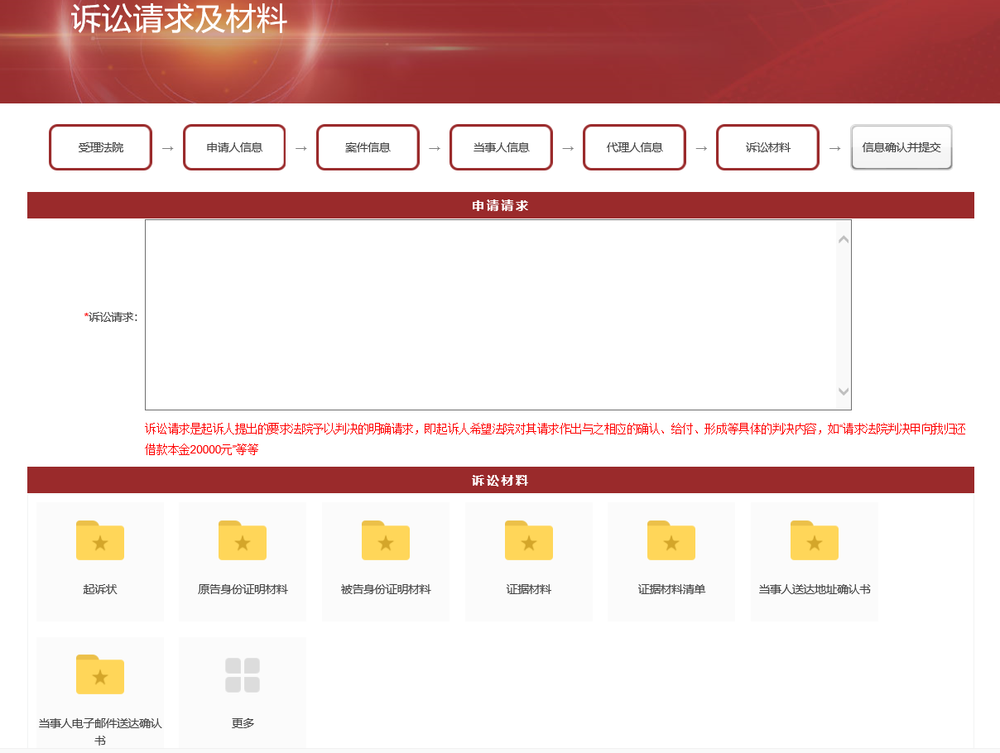 诉讼请求及材料
受理法院 → 申请人信息 → 案件信息 → 当事人信息 → 代理人信息 → 诉讼材料 → 信息确认并提交
申请请求
*诉讼请求：
诉讼请求是起诉人提出的要求法院予以判决的明确请求，即起诉人希望法院对其请求作出与之相应的确认、给付、形成等具体的判决内容，如“请求法院判决甲向我归还
借款本金20000元”等等
诉讼材料
起诉状 原告身份证明材料 被告身份证明材料 证据材料 证据材料清单 当事人送达地址确认书
当事人电子邮件送达确认
书
更多